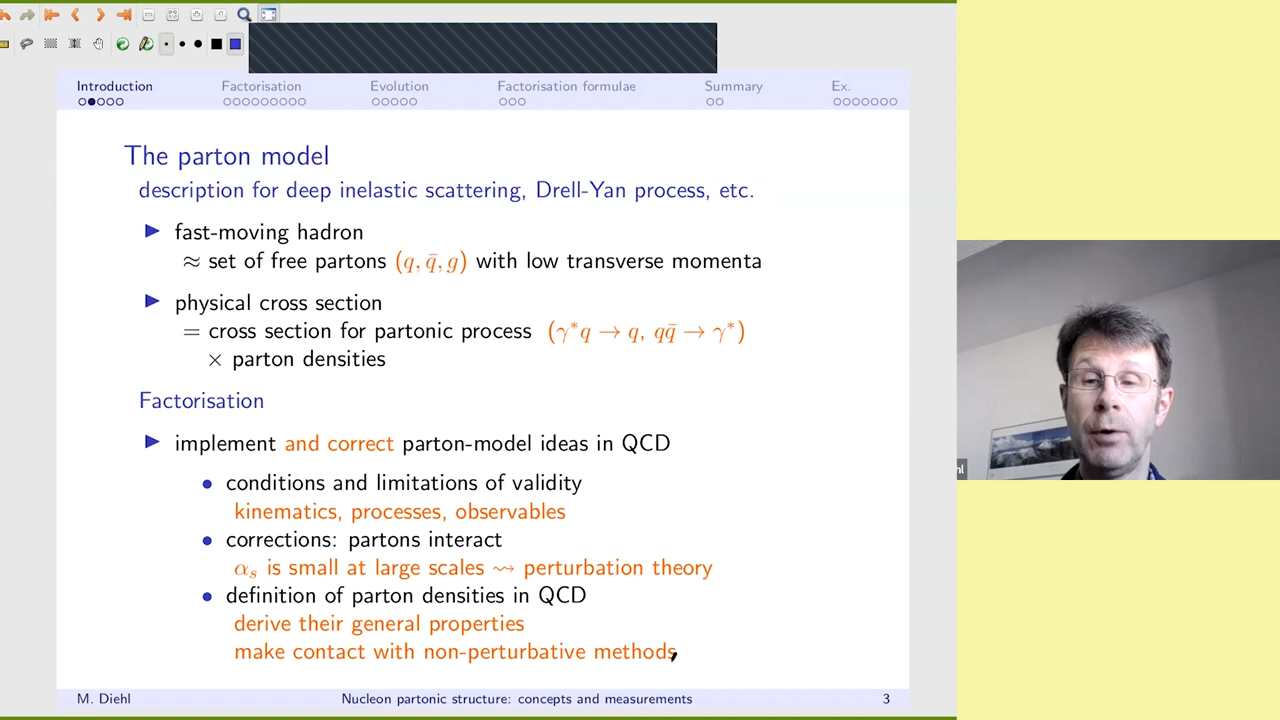 Introduction Factorisation Evolution Factorisation formulae Summary Ex.
The parton model
description for deep inelastic scattering, Drell-Yan process, etc.
▶ fast-moving hadron
≈ set of free partons (q, q̄, g) with low transverse momenta
▶ physical cross section
= cross section for partonic process (γ*q → q, qq̄ → γ*)
× parton densities
Factorisation
▶ implement and correct parton-model ideas in QCD
• conditions and limitations of validity
kinematics, processes, observables
• corrections: partons interact
αₛ is small at large scales ⇝ perturbation theory
• definition of parton densities in QCD
derive their general properties
make contact with non-perturbative methods
M. Diehl Nucleon partonic structure: concepts and measurements 3